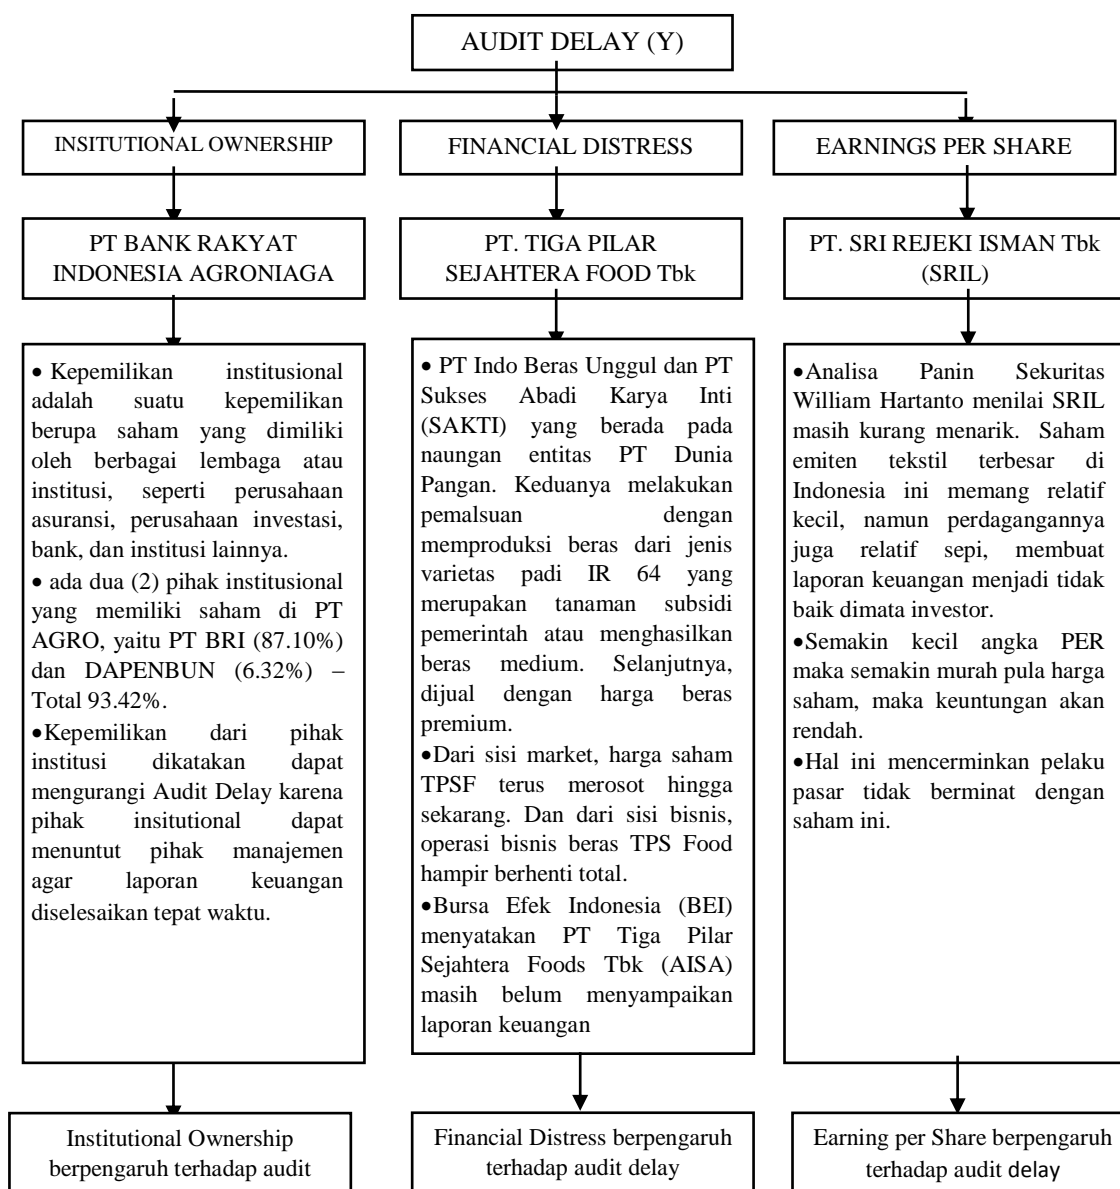 AUDIT DELAY (Y)
INSITUTIONAL OWNERSHIP
FINANCIAL DISTRESS
EARNINGS PER SHARE
PT BANK RAKYAT
INDONESIA AGRONIAGA
PT. TIGA PILAR
SEJAHTERA FOOD Tbk
PT. SRI REJEKI ISMAN Tbk
(SRIL)
• Kepemilikan institusional
adalah suatu kepemilikan
berupa saham yang dimiliki
oleh berbagai lembaga atau
institusi, seperti perusahaan
asuransi, perusahaan investasi,
bank, dan institusi lainnya.
• ada dua (2) pihak institusional
yang memiliki saham di PT
AGRO, yaitu PT BRI (87.10%)
dan DAPENBUN (6.32%) –
Total 93.42%.
•Kepemilikan dari pihak
institusi dikatakan dapat
mengurangi Audit Delay karena
pihak insitutional dapat
menuntut pihak manajemen
agar laporan keuangan
diselesaikan tepat waktu.
• PT Indo Beras Unggul dan PT
Sukses Abadi Karya Inti
(SAKTI) yang berada pada
naungan entitas PT Dunia
Pangan. Keduanya melakukan
pemalsuan dengan
memproduksi beras dari jenis
varietas padi IR 64 yang
merupakan tanaman subsidi
pemerintah atau menghasilkan
beras medium. Selanjutnya,
dijual dengan harga beras
premium.
•Dari sisi market, harga saham
TPSF terus merosot hingga
sekarang. Dan dari sisi bisnis,
operasi bisnis beras TPS Food
hampir berhenti total.
•Bursa Efek Indonesia (BEI)
menyatakan PT Tiga Pilar
Sejahtera Foods Tbk (AISA)
masih belum menyampaikan
laporan keuangan
•Analisa Panin Sekuritas
William Hartanto menilai SRIL
masih kurang menarik. Saham
emiten tekstil terbesar di
Indonesia ini memang relatif
kecil, namun perdagangannya
juga relatif sepi, membuat
laporan keuangan menjadi tidak
baik dimata investor.
•Semakin kecil angka PER
maka semakin murah pula harga
saham, maka keuntungan akan
rendah.
•Hal ini mencerminkan pelaku
pasar tidak berminat dengan
saham ini.
Institutional Ownership
berpengaruh terhadap audit
Financial Distress berpengaruh
terhadap audit delay
Earning per Share berpengaruh
terhadap audit delay